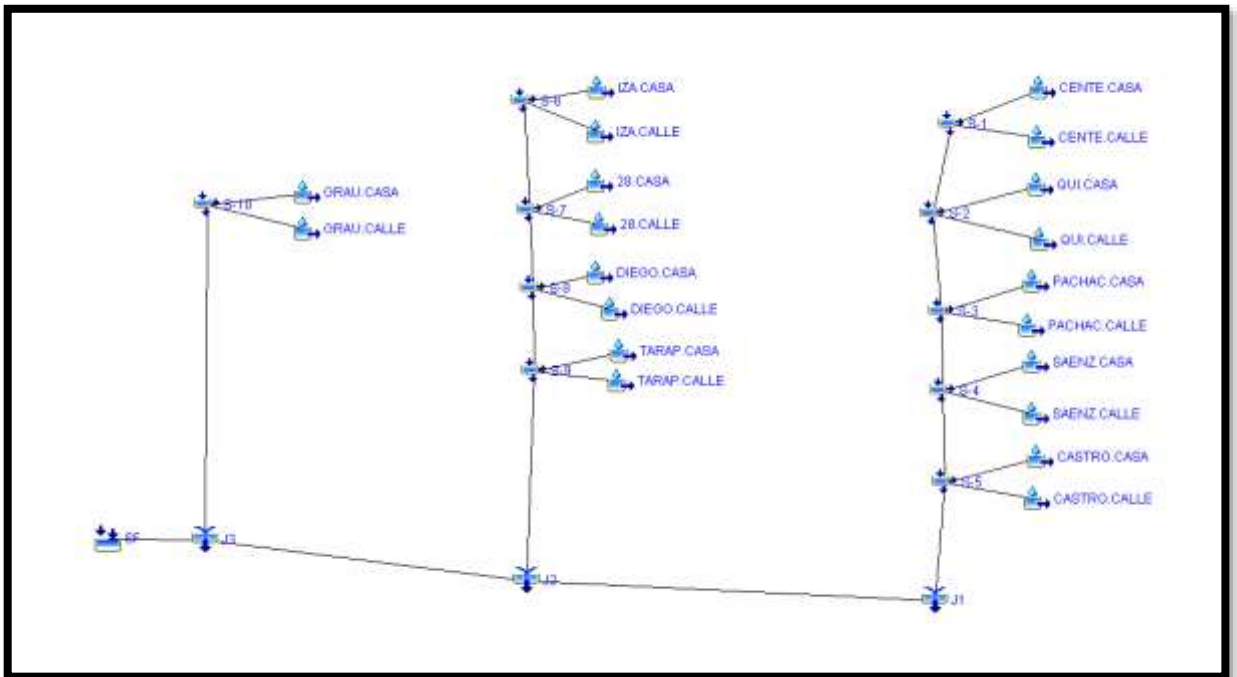 IZA.CASA
S-6
IZA.CALLE
28.CASA
S-7
28.CALLE
DIEGO.CASA
S-8
DIEGO.CALLE
TARAP.CASA
S-9
TARAP.CALLE
CENTE.CASA
S-1
CENTE.CALLE
QUI.CASA
S-2
QUI.CALLE
PACHAC.CASA
S-3
PACHAC.CALLE
SAENZ.CASA
S-4
SAENZ.CALLE
CASTRO.CASA
S-5
CASTRO.CALLE
GRAU.CASA
S-10
GRAU.CALLE
J3
J2
J1